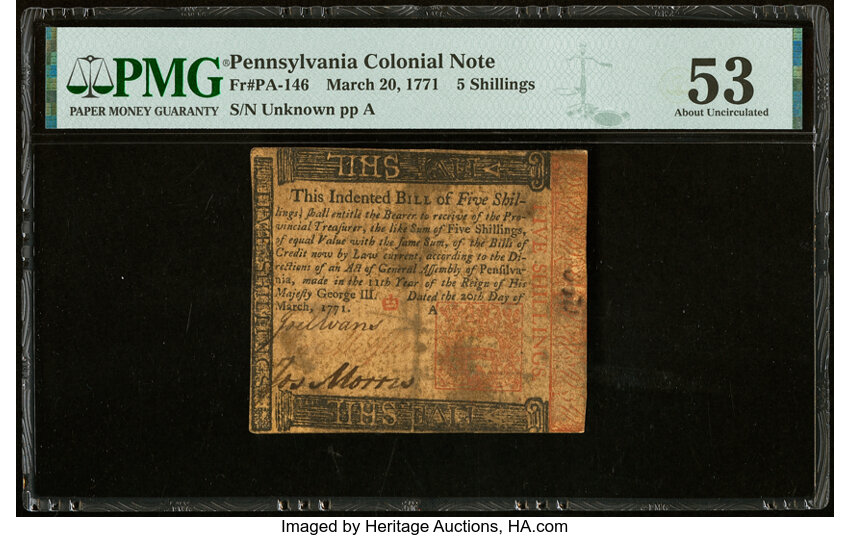 PMG
PAPER MONEY GUARANTY
®Pennsylvania Colonial Note
Fr#PA-146 March 20, 1771 5 Shillings
S/N Unknown pp A
53
About Uncirculated
This Indented BILL of Five Shil-
lings, shall entitle the Bearer to receive of the Pro-
vincial Treasurer, the like Sum of Five Shillings,
of equal Value with the same Sum, of the Bills of
Credit now by Law current, according to the Di-
rections of an Act of General Assembly of Pensilva-
nia, made in the 11th Year of the Reign of His
Majesty George III. Dated the 20th Day of
March, 1771. A
Joel Evans
Jos Morris
FIVE SHILLINGS
Imaged by Heritage Auctions, HA.com